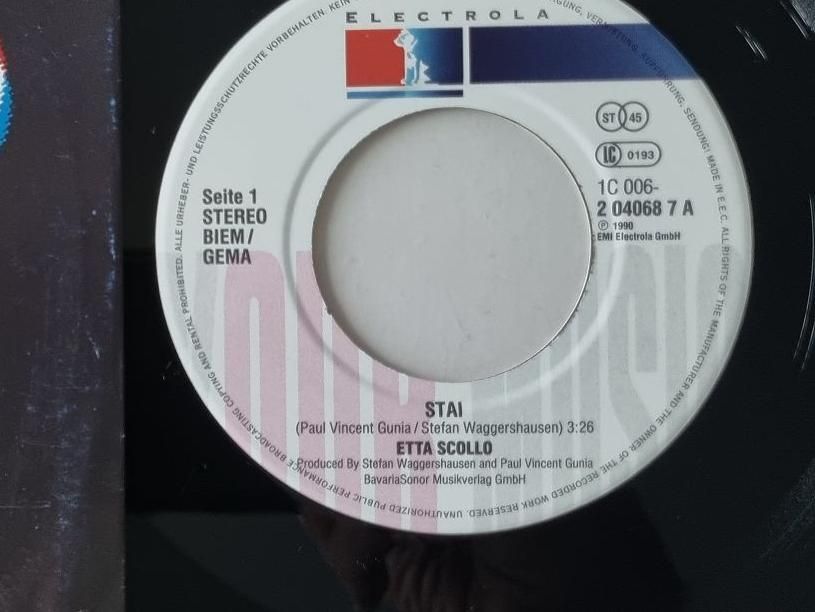 ELECTROLA
ST 45
LC 0193
1C 006-
2 04068 7 A
Ⓟ 1990
EMI Electrola GmbH
Seite 1
STEREO
BIEM/
GEMA
STAI
(Paul Vincent Gunia/Stefan Waggershausen) 3:26
ETTA SCOLLO
Produced By Stefan Waggershausen and Paul Vincent Gunia
BavariaSonor Musikverlag GmbH
ALLE URHEBER- UND LEISTUNGSSCHUTZRECHTE VORBEHALTEN. KEIN
AUFFÜHRUNG, SENDUNG! MADE IN E.E.C. ALL RIGHTS OF THE MANUFACTURER AND THE OWNER OF THE RECORDED WORK RESERVED. UNAUTHORIZED PUBLIC PERFORMANCE BROADCASTING COPYING AND RENTAL PROHIBITED.